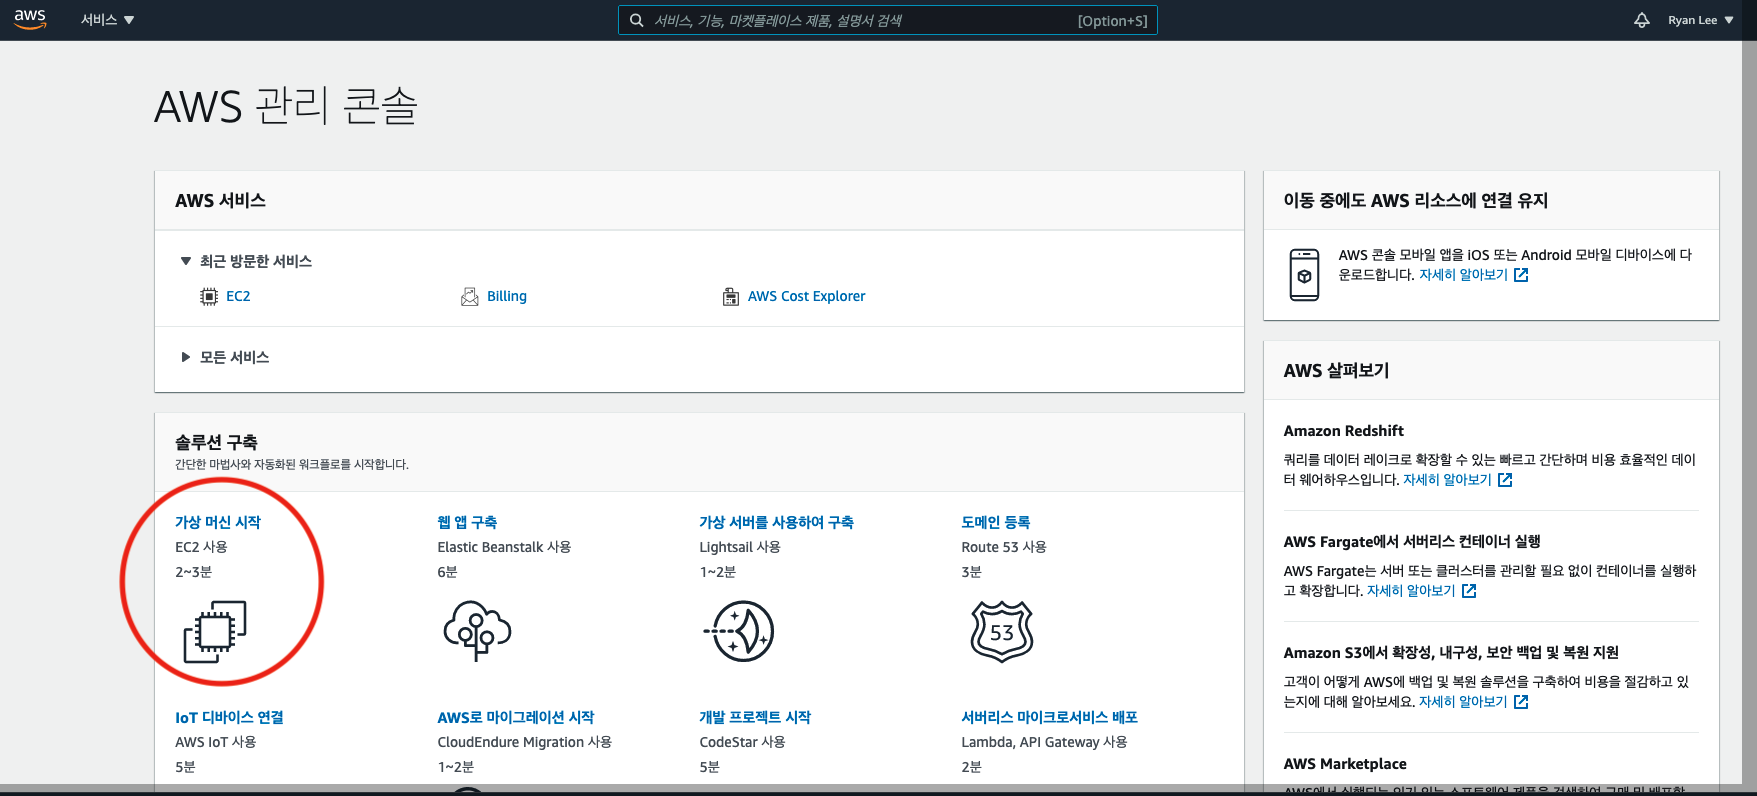 aws 서비스 ▼
서비스, 기능, 마켓플레이스 제품, 설명서 검색 [Option+S]
Ryan Lee ▼
AWS 관리 콘솔
AWS 서비스
▼ 최근 방문한 서비스
EC2
Billing
AWS Cost Explorer
▶ 모든 서비스
솔루션 구축
간단한 마법사와 자동화된 워크플로를 시작합니다.
가상 머신 시작
EC2 사용
2~3분
웹 앱 구축
Elastic Beanstalk 사용
6분
가상 서버를 사용하여 구축
Lightsail 사용
1~2분
도메인 등록
Route 53 사용
3분
53
IoT 디바이스 연결
AWS IoT 사용
5분
AWS로 마이그레이션 시작
CloudEndure Migration 사용
1~2분
개발 프로젝트 시작
CodeStar 사용
5분
서버리스 마이크로서비스 배포
Lambda, API Gateway 사용
2분
이동 중에도 AWS 리소스에 연결 유지
AWS 콘솔 모바일 앱을 iOS 또는 Android 모바일 디바이스에 다
운로드합니다. 자세히 알아보기
AWS 살펴보기
Amazon Redshift
쿼리를 데이터 레이크로 확장할 수 있는 빠르고 간단하며 비용 효율적인 데이
터 웨어하우스입니다. 자세히 알아보기
AWS Fargate에서 서버리스 컨테이너 실행
AWS Fargate는 서버 또는 클러스터를 관리할 필요 없이 컨테이너를 실행하
고 확장합니다. 자세히 알아보기
Amazon S3에서 확장성, 내구성, 보안 백업 및 복원 지원
고객이 어떻게 AWS에 백업 및 복원 솔루션을 구축하여 비용을 절감하고 있
는지에 대해 알아보세요. 자세히 알아보기
AWS Marketplace